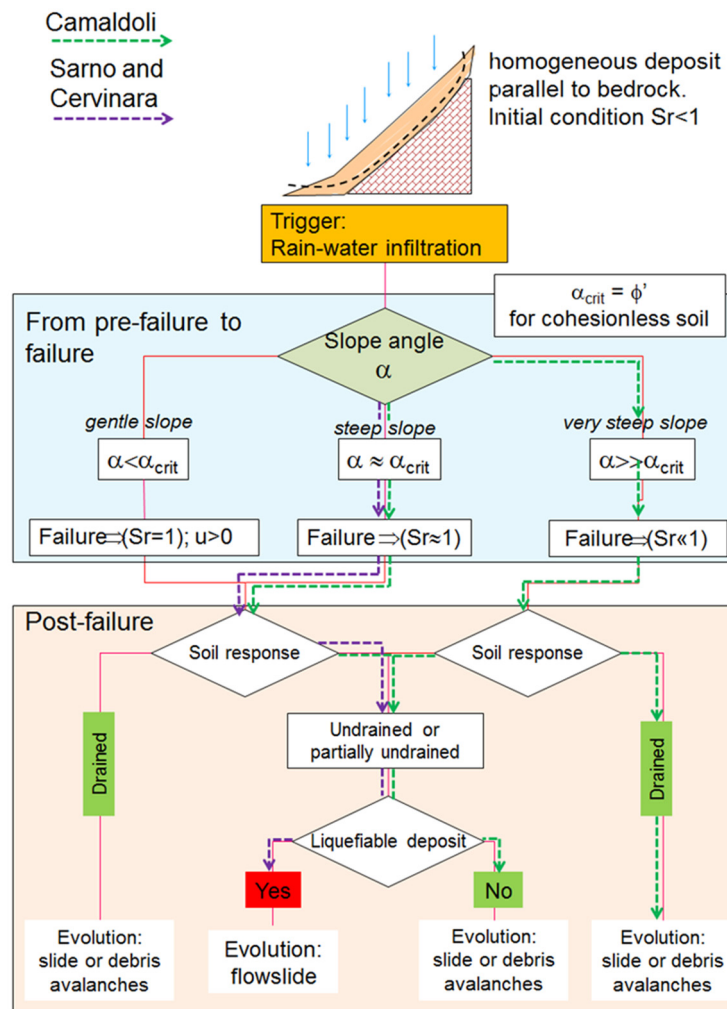 Camaldoli
Sarno and
Cervinara
homogeneous deposit
parallel to bedrock.
Initial condition Sr<1
Trigger:
Rain-water infiltration
α_crit = ϕ'
for cohesionless soil
From pre-failure to
failure
Slope angle
α
gentle slope
steep slope
very steep slope
α<α_crit
α ≈ α_crit
α>>α_crit
Failure⇒(Sr=1); u>0
Failure ⇒(Sr≈1)
Failure⇒(Sr≪1)
Post-failure
Soil response
Soil response
Undrained or
partially undrained
Drained
Drained
Liquefiable deposit
Yes
No
Evolution:
slide or debris
avalanches
Evolution:
flowslide
Evolution:
slide or debris
avalanches
Evolution:
slide or debris
avalanches